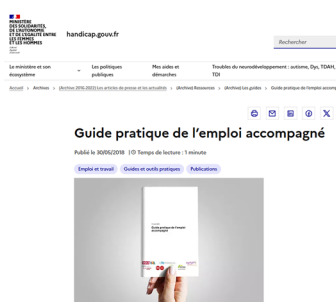 MINISTÈRE
DES SOLIDARITÉS,
DE L'AUTONOMIE
ET DE L'ÉGALITÉ ENTRE
LES FEMMES
ET LES HOMMES
handicap.gouv.fr
Rechercher
Le ministère et son
écosystème
Les politiques
publiques
Mes aides et
démarches
Troubles du neurodéveloppement : autisme, Dys, TDAH,
TDI
Accueil > Archives > [Archive 2016-2022] Les articles de presse et les actualités > [Archive] Ressources > [Archive] Les guides > Guide pratique de l'emploi
Guide pratique de l'emploi accompagné
Publié le 30/05/2018 | Temps de lecture : 1 minute
Emploi et travail
Guides et outils pratiques
Publications
Guide pratique de l'emploi
accompagné